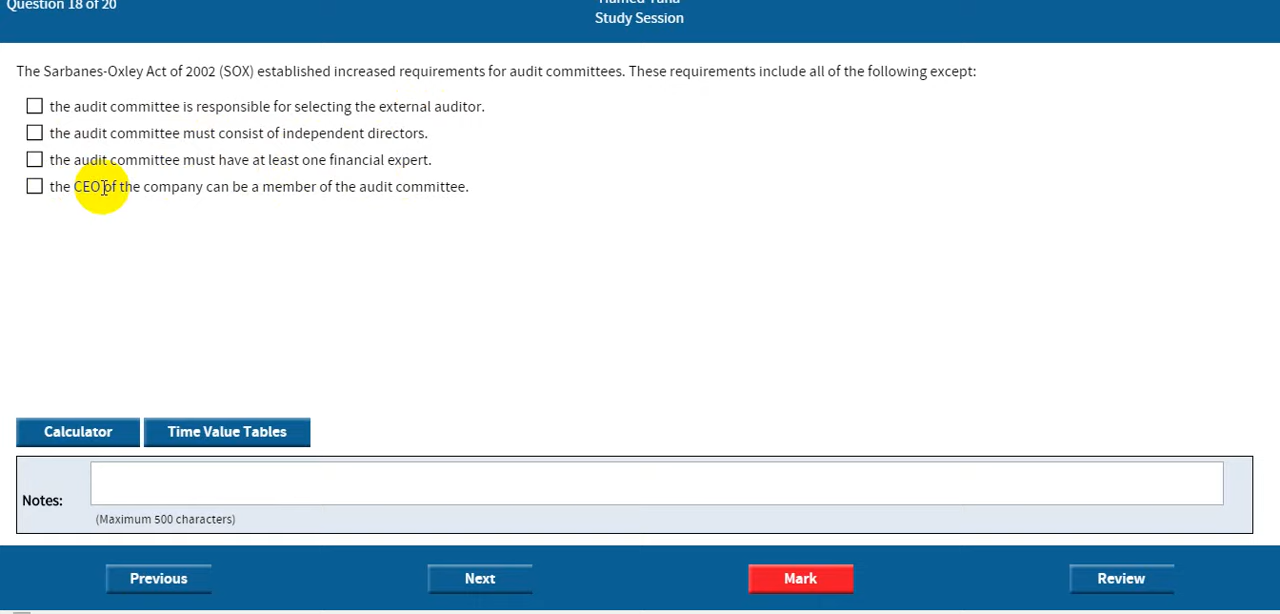 Question 18 of 20
Study Session
The Sarbanes-Oxley Act of 2002 (SOX) established increased requirements for audit committees. These requirements include all of the following except:
the audit committee is responsible for selecting the external auditor.
the audit committee must consist of independent directors.
the audit committee must have at least one financial expert.
the CEO of the company can be a member of the audit committee.
Calculator
Time Value Tables
Notes:
(Maximum 500 characters)
Previous
Next
Mark
Review